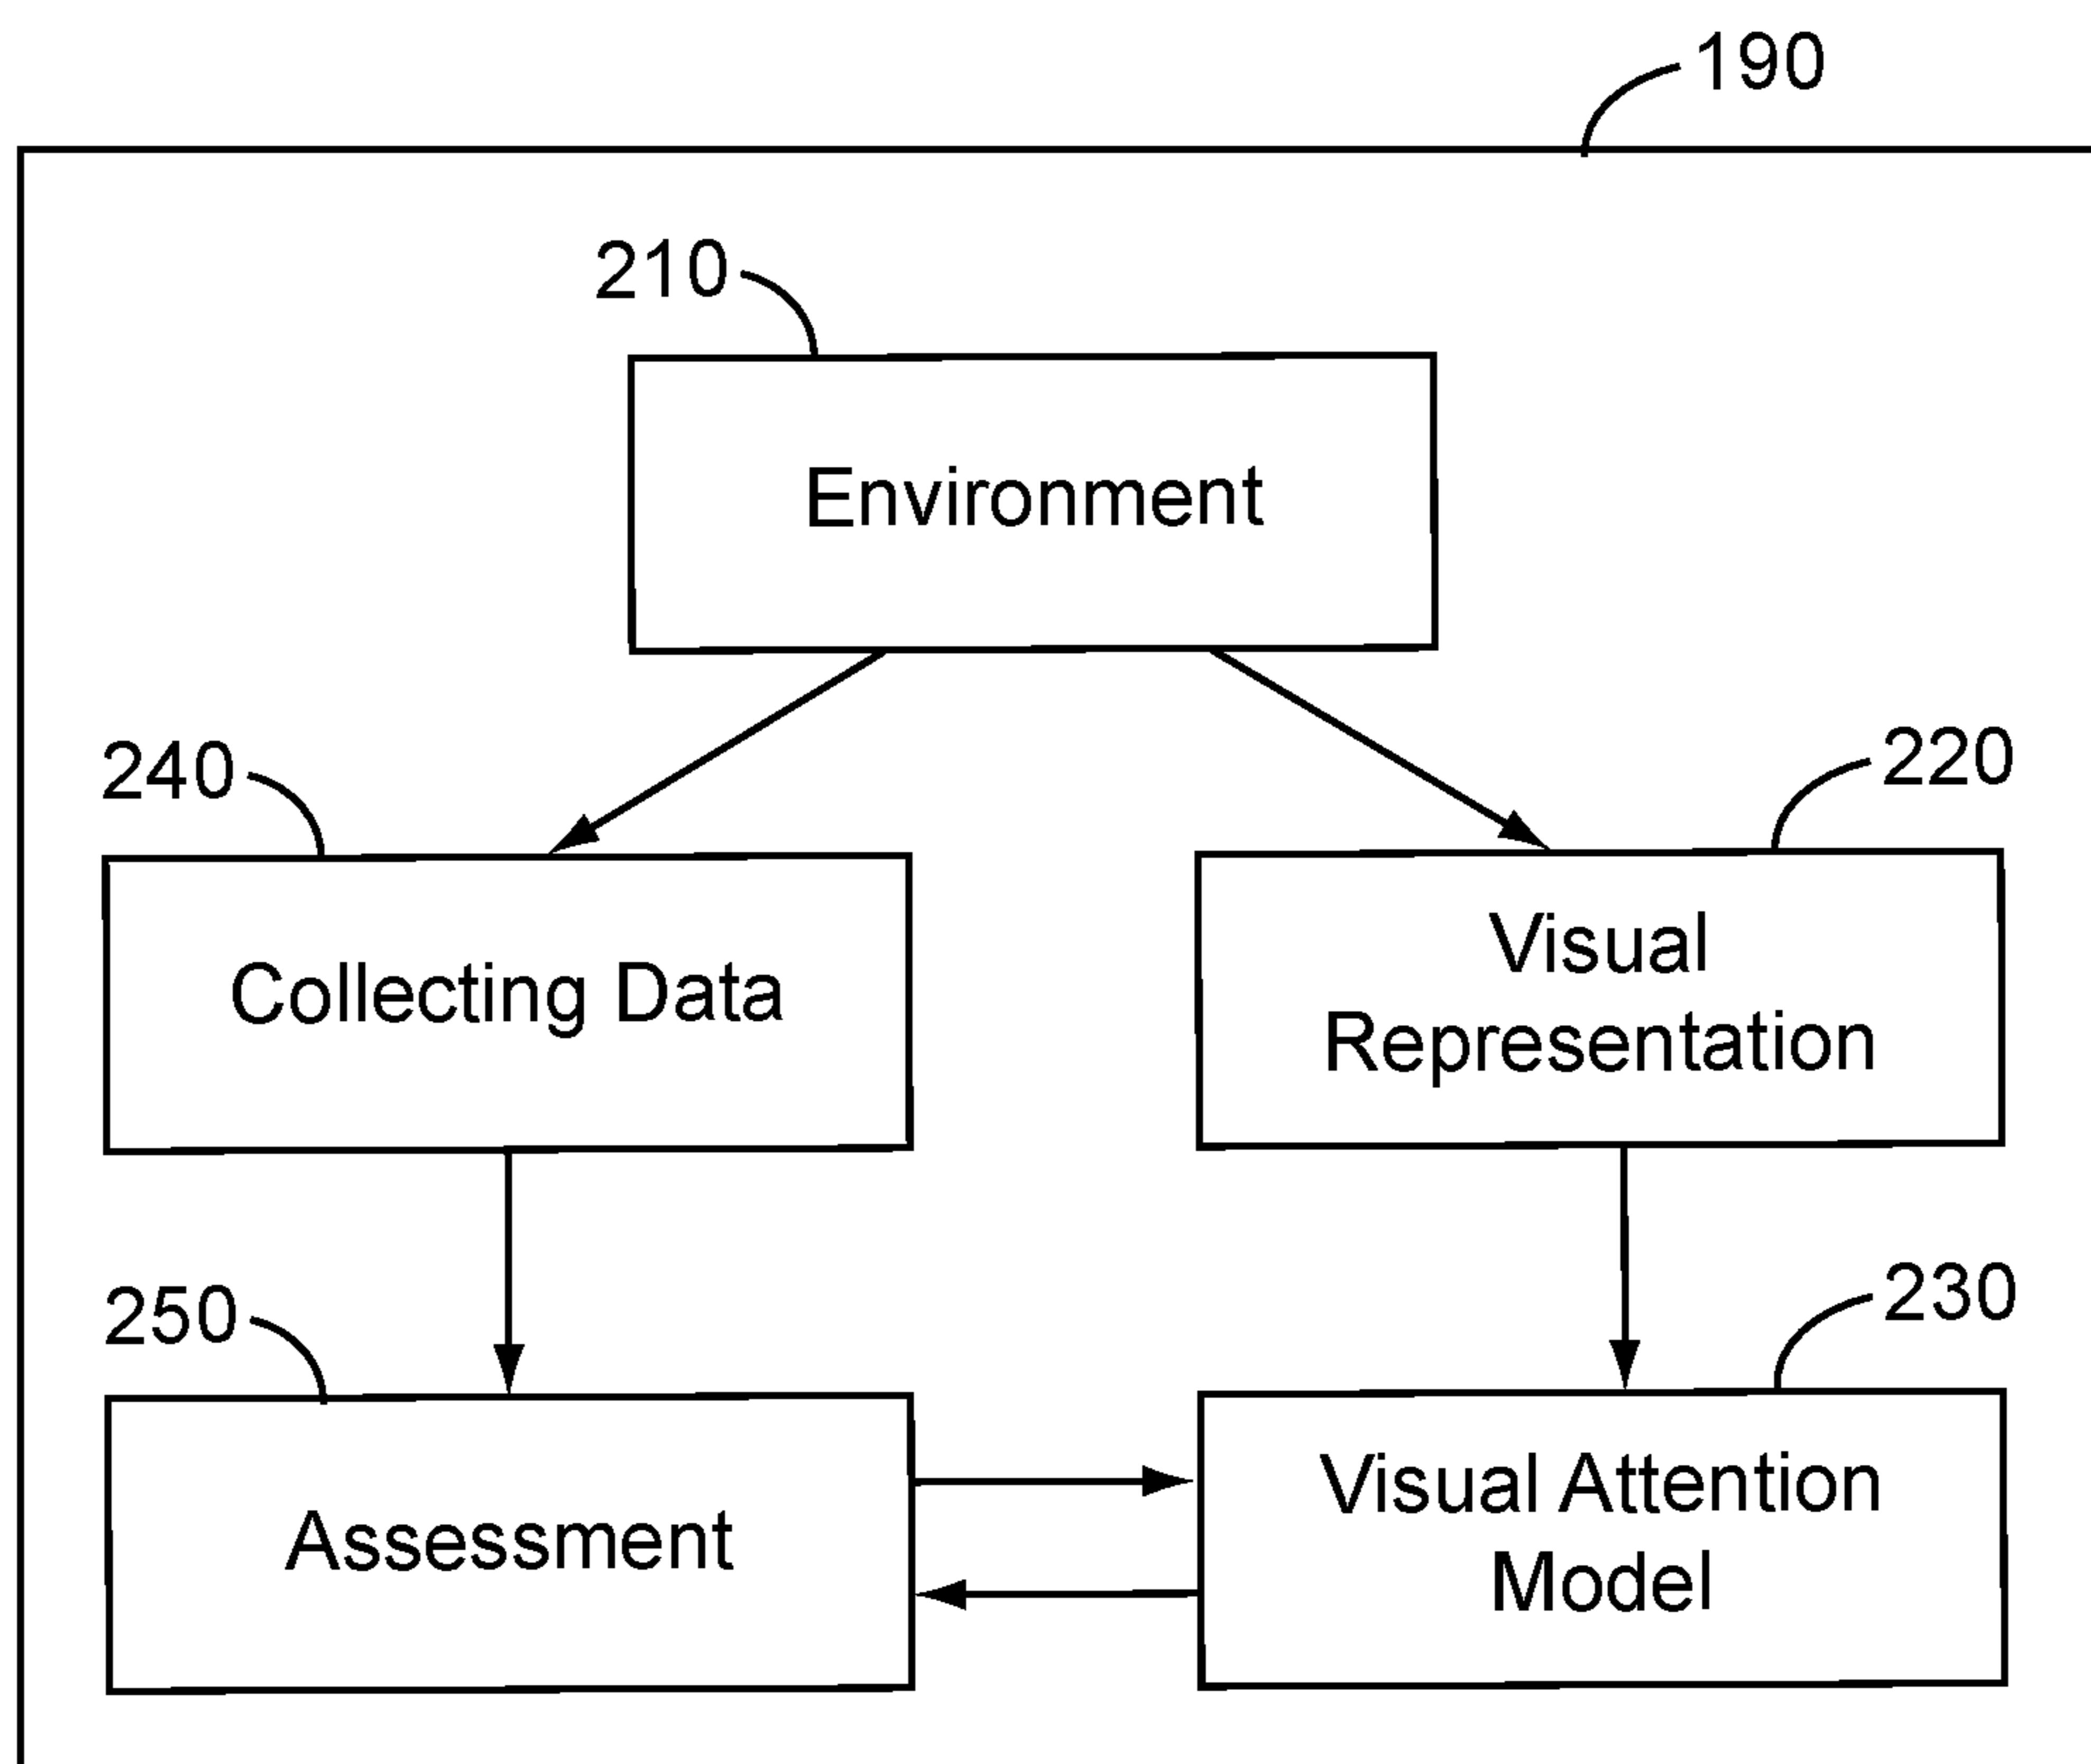 190
210
Environment
240
220
Collecting Data
Visual
Representation
250
230
Assessment
Visual Attention
Model